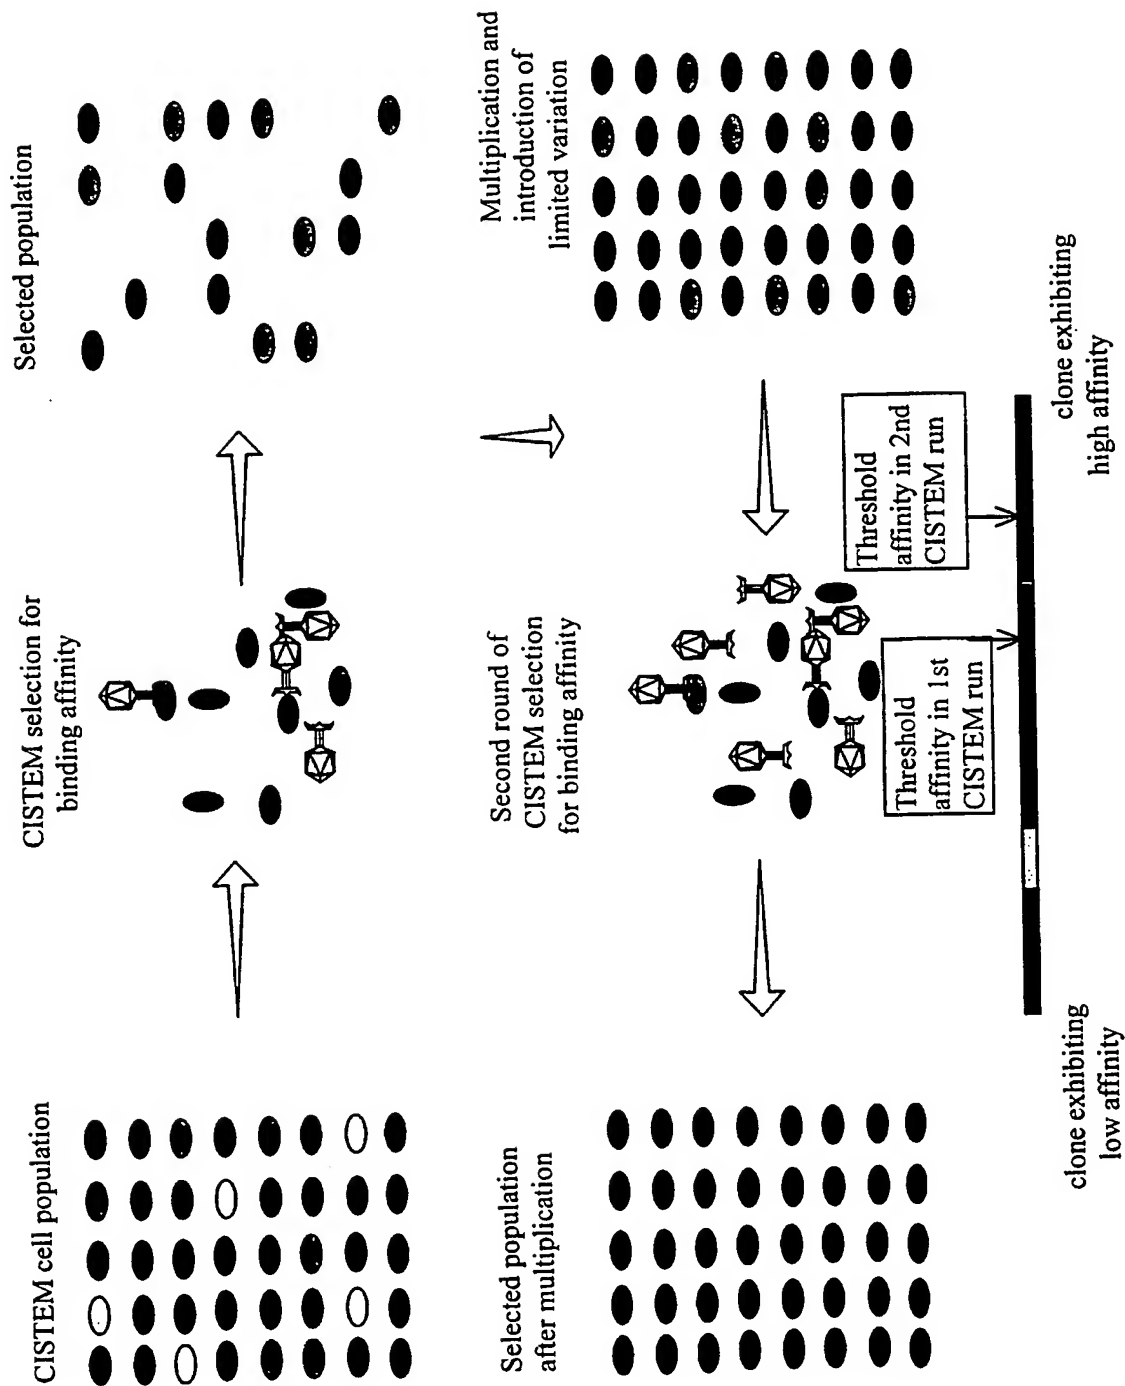 CISTEM cell population
CISTEM selection for
binding affinity
Selected population
Selected population
after multiplication
Second round of
CISTEM selection
for binding affinity
Multiplication and
introduction of
limited variation
Threshold
affinity in 1st
CISTEM run
Threshold
affinity in 2nd
CISTEM run
clone exhibiting
low affinity
clone exhibiting
high affinity